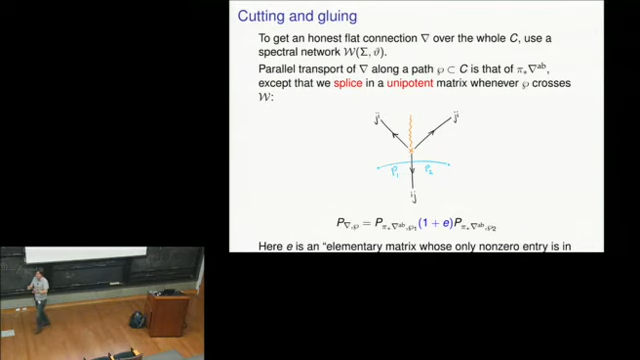 Cutting and gluing
To get an honest flat connection ∇ over the whole C, use a
spectral network 𝒲(Σ, ϑ).
Parallel transport of ∇ along a path ℘ ⊂ C is that of π∗∇ᵃᵇ,
except that we splice in a unipotent matrix whenever ℘ crosses
𝒲:
ji ji
℘₁ ℘₂
ij
P∇,℘ = Pπ∗∇ᵃᵇ,℘₁(1 + e)Pπ∗∇ᵃᵇ,℘₂
Here e is an “elementary matrix whose only nonzero entry is in